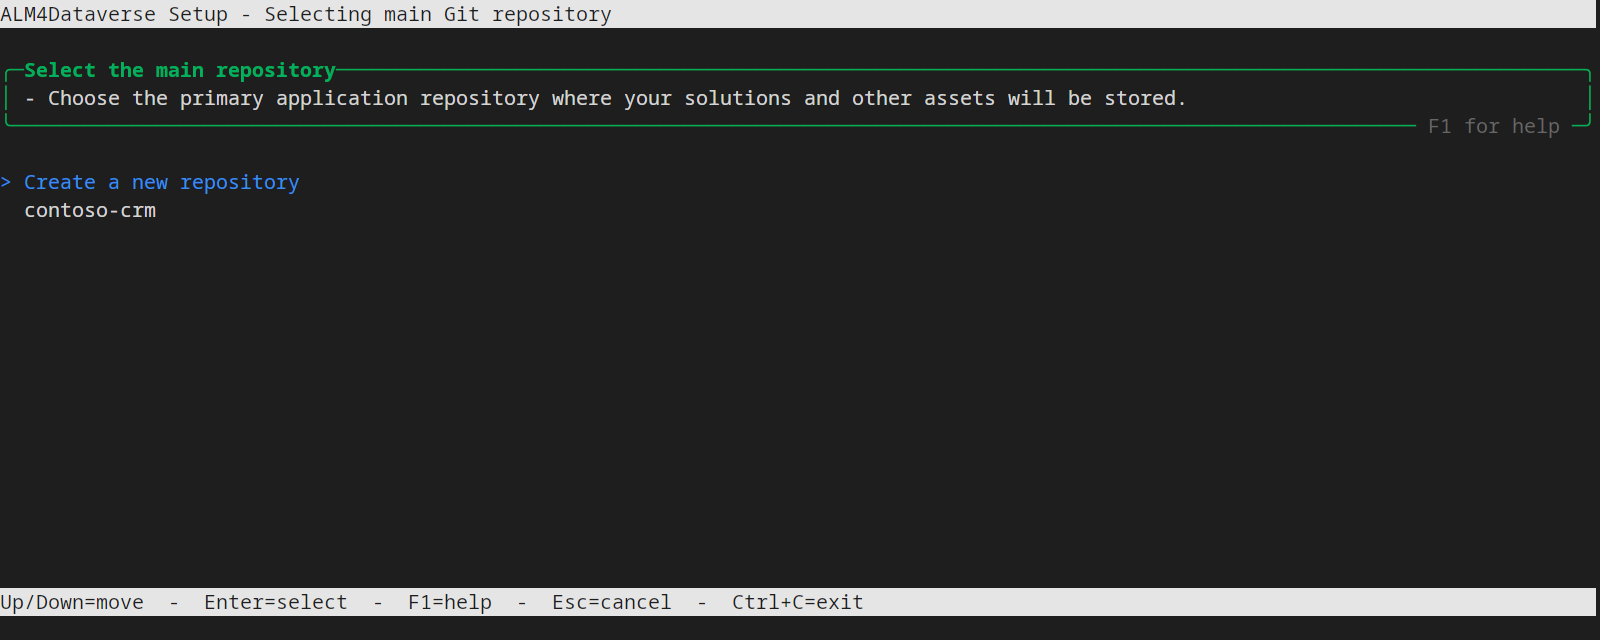 ALM4Dataverse Setup - Selecting main Git repository
Select the main repository
- Choose the primary application repository where your solutions and other assets will be stored.
F1 for help
> Create a new repository
contoso-crm
Up/Down=move  -  Enter=select  -  F1=help  -  Esc=cancel  -  Ctrl+C=exit